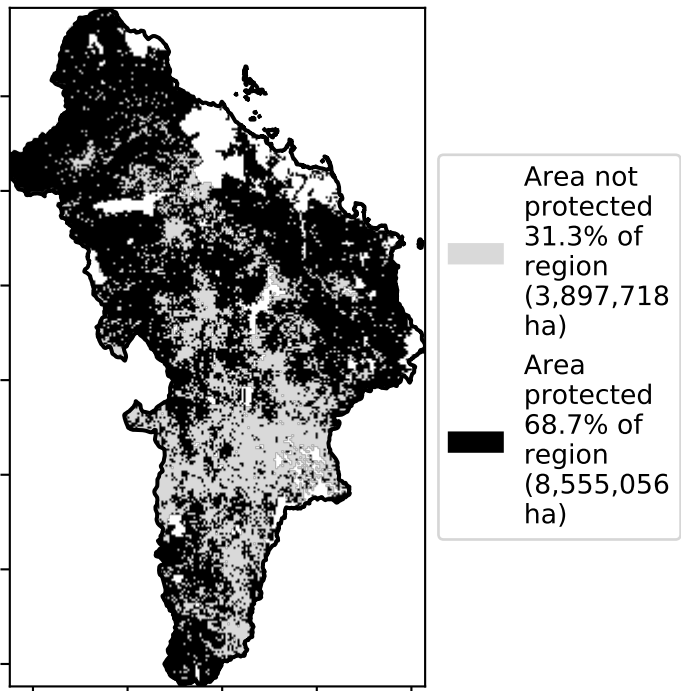 Area not
protected
31.3% of
region
(3,897,718
ha)
Area
protected
68.7% of
region
(8,555,056
ha)